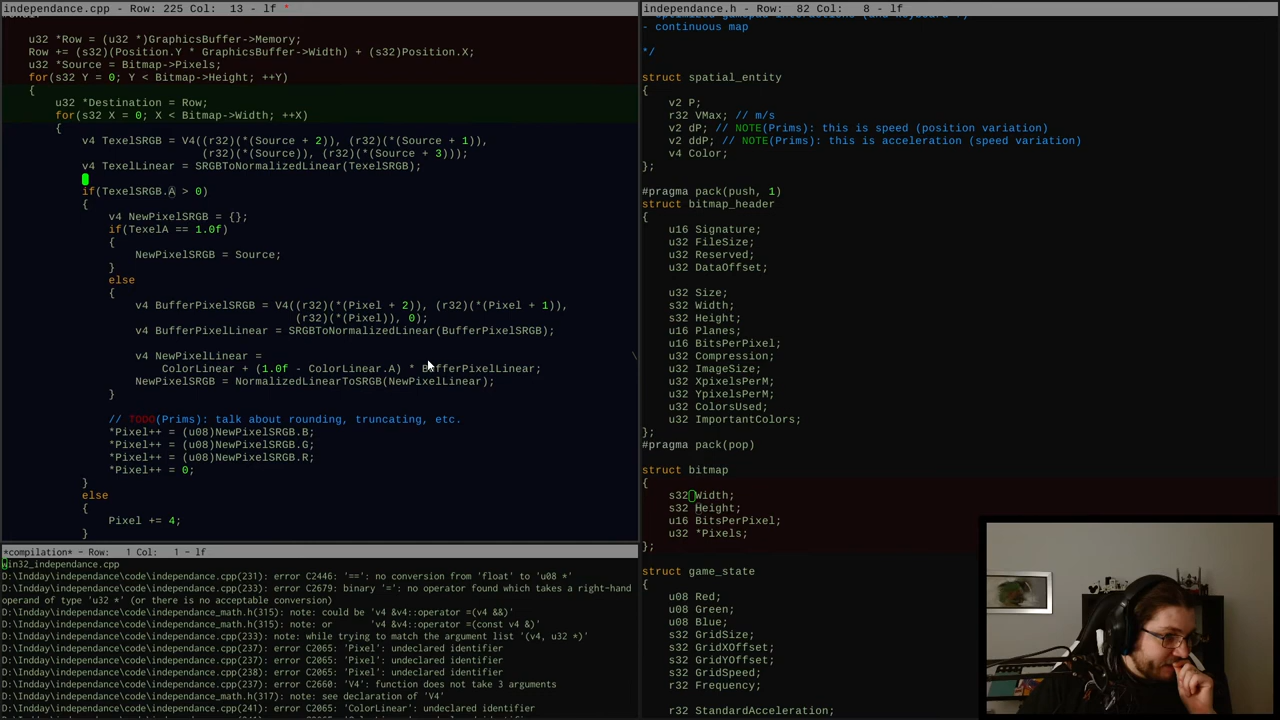 independance.cpp - Row: 225 Col: 13 - lf *
u32 *Row = (u32 *)GraphicsBuffer->Memory;
Row += (s32)(Position.Y * GraphicsBuffer->Width) + (s32)Position.X;
u32 *Source = Bitmap->Pixels;
for(s32 Y = 0; Y < Bitmap->Height; ++Y)
{
u32 *Destination = Row;
for(s32 X = 0; X < Bitmap->Width; ++X)
{
v4 TexelSRGB = V4((r32)(*(Source + 2)), (r32)(*(Source + 1)),
(r32)(*(Source)), (r32)(*(Source + 3)));
v4 TexelLinear = SRGBToNormalizedLinear(TexelSRGB);
if(TexelSRGB.A > 0)
{
v4 NewPixelSRGB = {};
if(TexelA == 1.0f)
{
NewPixelSRGB = Source;
}
else
{
v4 BufferPixelSRGB = V4((r32)(*(Pixel + 2)), (r32)(*(Pixel + 1)),
(r32)(*(Pixel)), 0);
v4 BufferPixelLinear = SRGBToNormalizedLinear(BufferPixelSRGB);
v4 NewPixelLinear =
\
ColorLinear + (1.0f - ColorLinear.A) * BufferPixelLinear;
NewPixelSRGB = NormalizedLinearToSRGB(NewPixelLinear);
}
// TODO(Prims): talk about rounding, truncating, etc.
*Pixel++ = (u08)NewPixelSRGB.B;
*Pixel++ = (u08)NewPixelSRGB.G;
*Pixel++ = (u08)NewPixelSRGB.R;
*Pixel++ = 0;
}
else
{
Pixel += 4;
}
*compilation* - Row: 1 Col: 1 - lf
win32_independance.cpp
D:\Indday\independance\code\independance.cpp(231): error C2446: '==': no conversion from 'float' to 'u08 *'
D:\Indday\independance\code\independance.cpp(233): error C2679: binary '=': no operator found which takes a right-hand
operand of type 'u32 *' (or there is no acceptable conversion)
D:\Indday\independance\code\independance_math.h(315): note: could be 'v4 &v4::operator =(v4 &&)'
D:\Indday\independance\code\independance_math.h(315): note: or       'v4 &v4::operator =(const v4 &)'
D:\Indday\independance\code\independance.cpp(233): note: while trying to match the argument list '(v4, u32 *)'
D:\Indday\independance\code\independance.cpp(237): error C2065: 'Pixel': undeclared identifier
D:\Indday\independance\code\independance.cpp(237): error C2065: 'Pixel': undeclared identifier
D:\Indday\independance\code\independance.cpp(238): error C2065: 'Pixel': undeclared identifier
D:\Indday\independance\code\independance.cpp(237): error C2660: 'V4': function does not take 3 arguments
D:\Indday\independance\code\independance_math.h(317): note: see declaration of 'V4'
D:\Indday\independance\code\independance.cpp(241): error C2065: 'ColorLinear': undeclared identifier
independance.h - Row: 82 Col: 8 - lf
- continuous map
*/
struct spatial_entity
{
v2 P;
r32 VMax; // m/s
v2 dP; // NOTE(Prims): this is speed (position variation)
v2 ddP; // NOTE(Prims): this is acceleration (speed variation)
v4 Color;
};
#pragma pack(push, 1)
struct bitmap_header
{
u16 Signature;
u32 FileSize;
u32 Reserved;
u32 DataOffset;
u32 Size;
s32 Width;
s32 Height;
u16 Planes;
u16 BitsPerPixel;
u32 Compression;
u32 ImageSize;
u32 XpixelsPerM;
u32 YpixelsPerM;
u32 ColorsUsed;
u32 ImportantColors;
};
#pragma pack(pop)
struct bitmap
{
s32 Width;
s32 Height;
u16 BitsPerPixel;
u32 *Pixels;
};
struct game_state
{
u08 Red;
u08 Green;
u08 Blue;
s32 GridSize;
s32 GridXOffset;
s32 GridYOffset;
s32 GridSpeed;
r32 Frequency;
r32 StandardAcceleration;